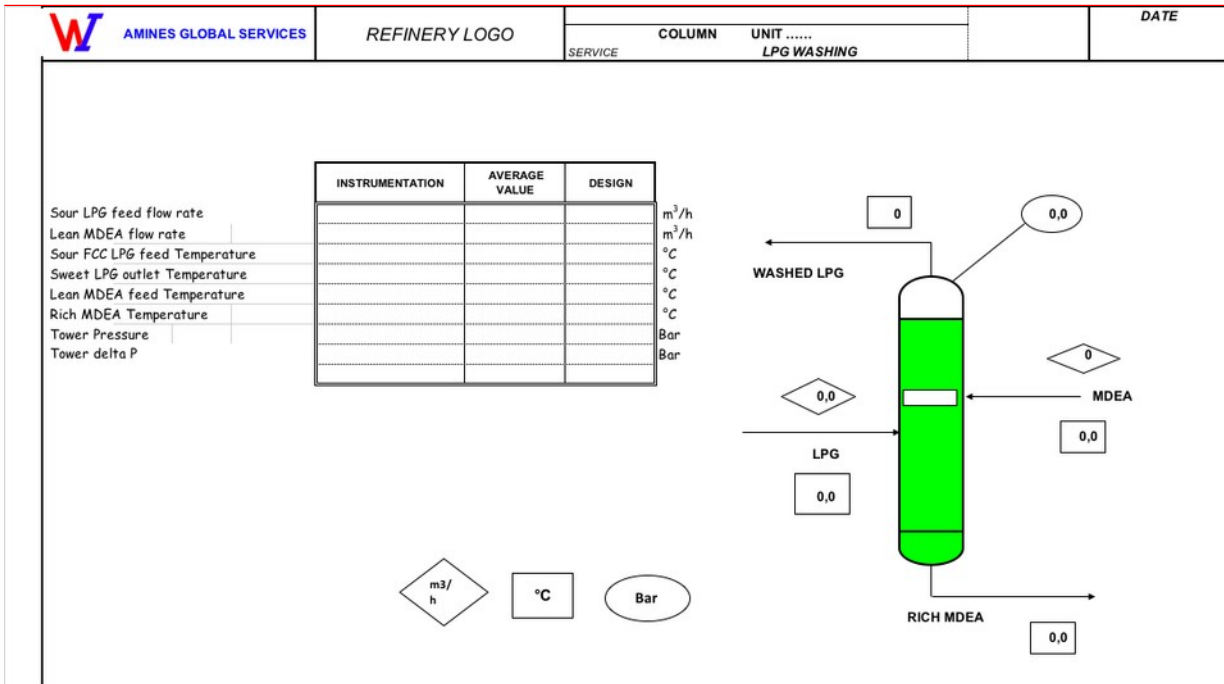 WI AMINES GLOBAL SERVICES
REFINERY LOGO
COLUMN UNIT ......
SERVICE LPG WASHING
DATE
INSTRUMENTATION AVERAGE VALUE DESIGN
Sour LPG feed flow rate m³/h
Lean MDEA flow rate m³/h
Sour FCC LPG feed Temperature °C
Sweet LPG outlet Temperature °C
Lean MDEA feed Temperature °C
Rich MDEA Temperature °C
Tower Pressure Bar
Tower delta P Bar
0
0,0
WASHED LPG
0
0,0
MDEA
0,0
LPG
0,0
m3/
h
°C
Bar
RICH MDEA
0,0